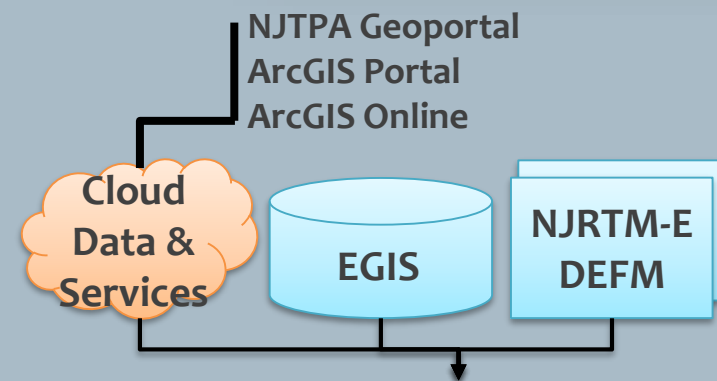 NJTPA Geoportal
ArcGIS Portal
ArcGIS Online
Cloud
Data &
Services
EGIS
NJRTM-E
DEFM